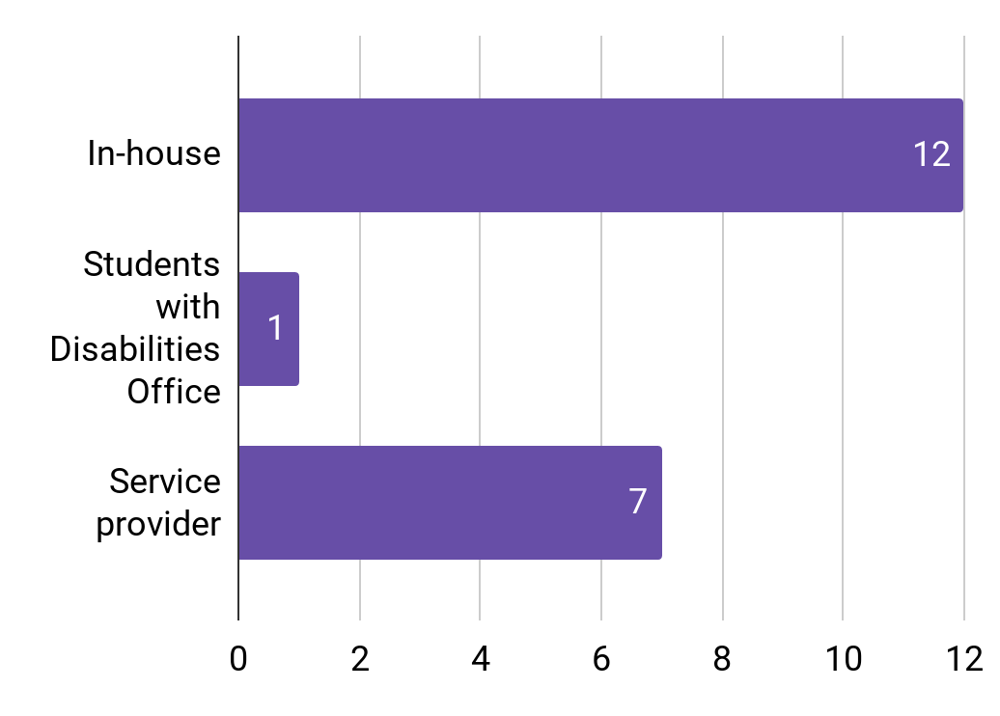 In-house
12
Students
with
Disabilities
Office
1
Service
provider
7
0 2 4 6 8 10 12